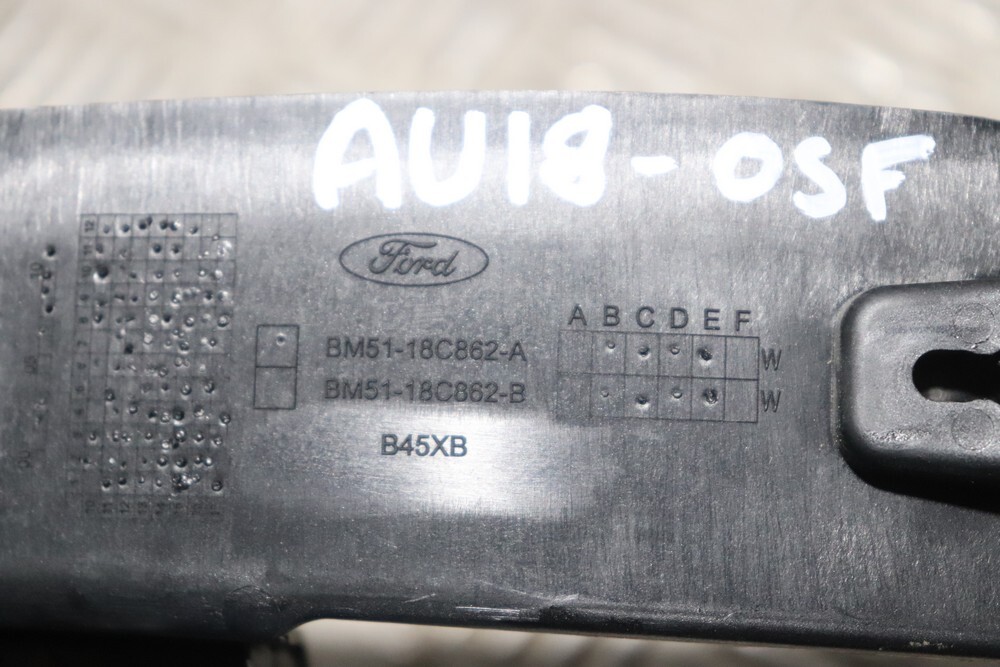 AU18-OSF
Ford
A B C D E F
BM51-18C862-A
W
BM51-18C862-B
W
B45XB